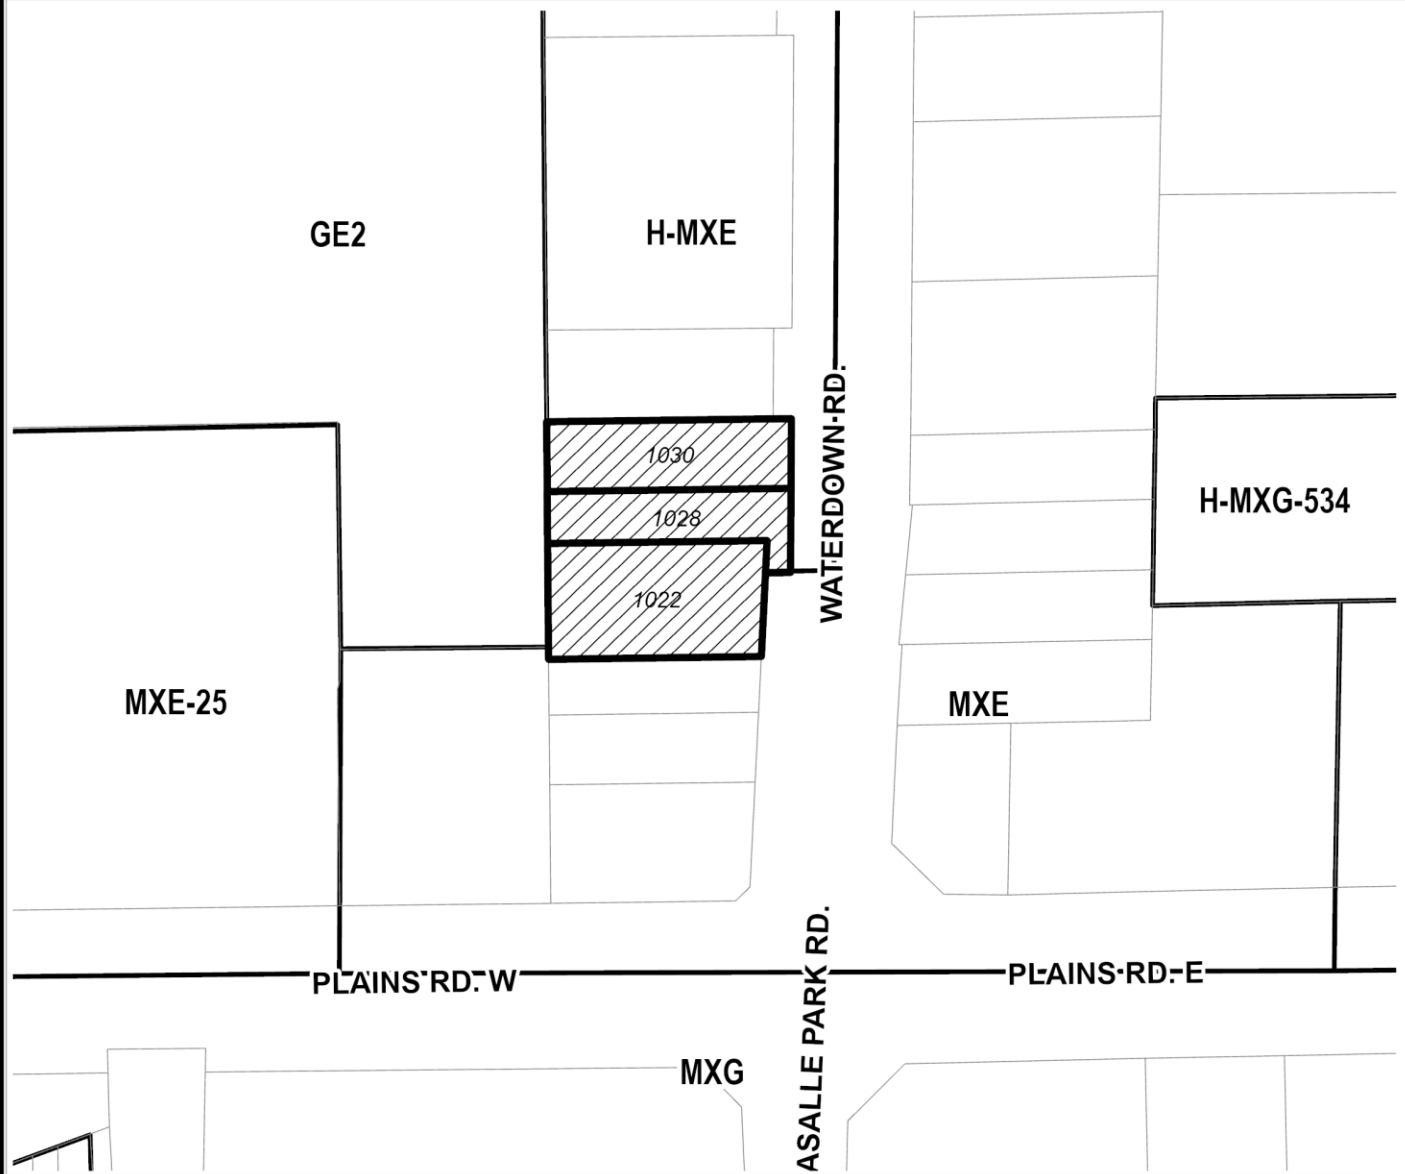 GE2
H-MXE
1030
WATERDOWN RD.
H-MXG-534
1028
1022
MXE-25
MXE
PLAINS RD. W
ASALLE PARK RD.
PLAINS RD. E
MXG